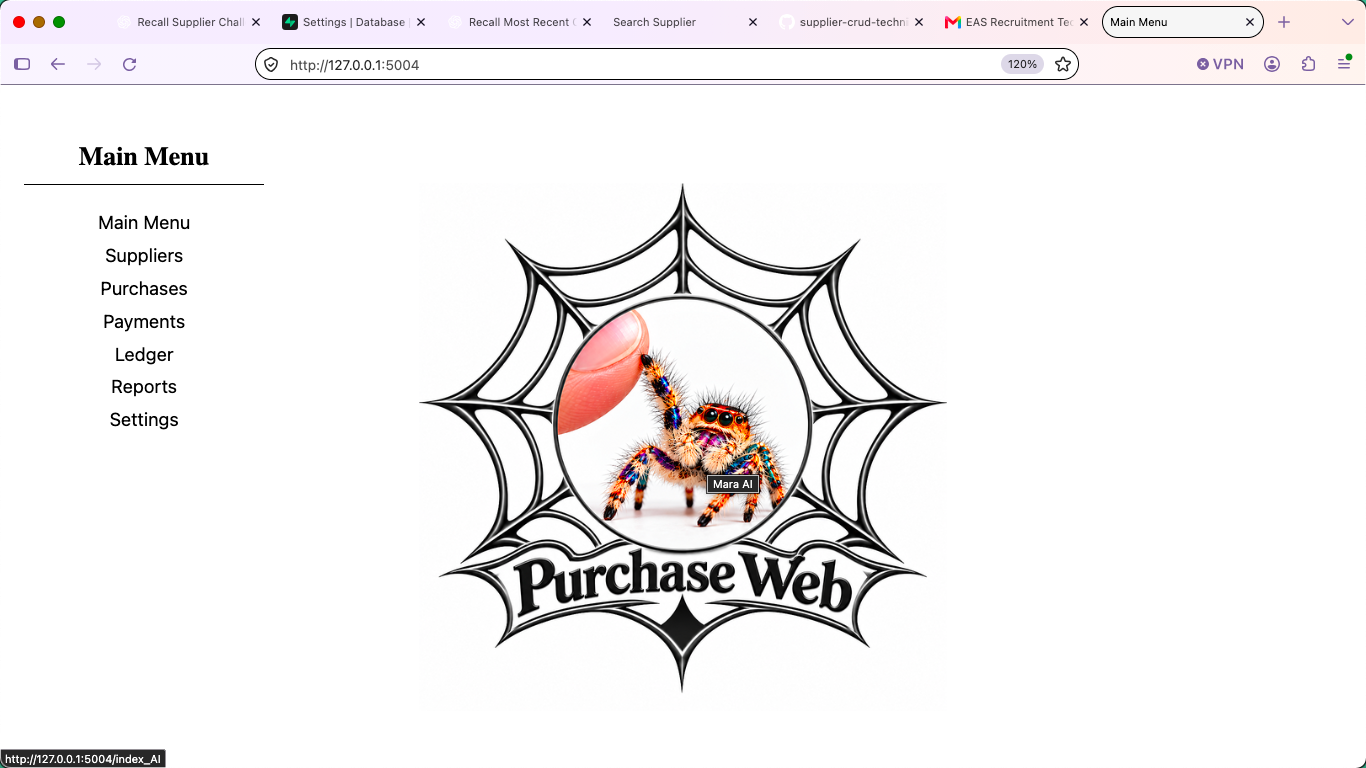 Recall Supplier Chall
Settings | Database |
Recall Most Recent C
Search Supplier
supplier-crud-techni
EAS Recruitment Tec
Main Menu
http://127.0.0.1:5004
120%
VPN
Main Menu
Main Menu
Suppliers
Purchases
Payments
Ledger
Reports
Settings
Mara AI
Purchase Web
http://127.0.0.1:5004/index_AI